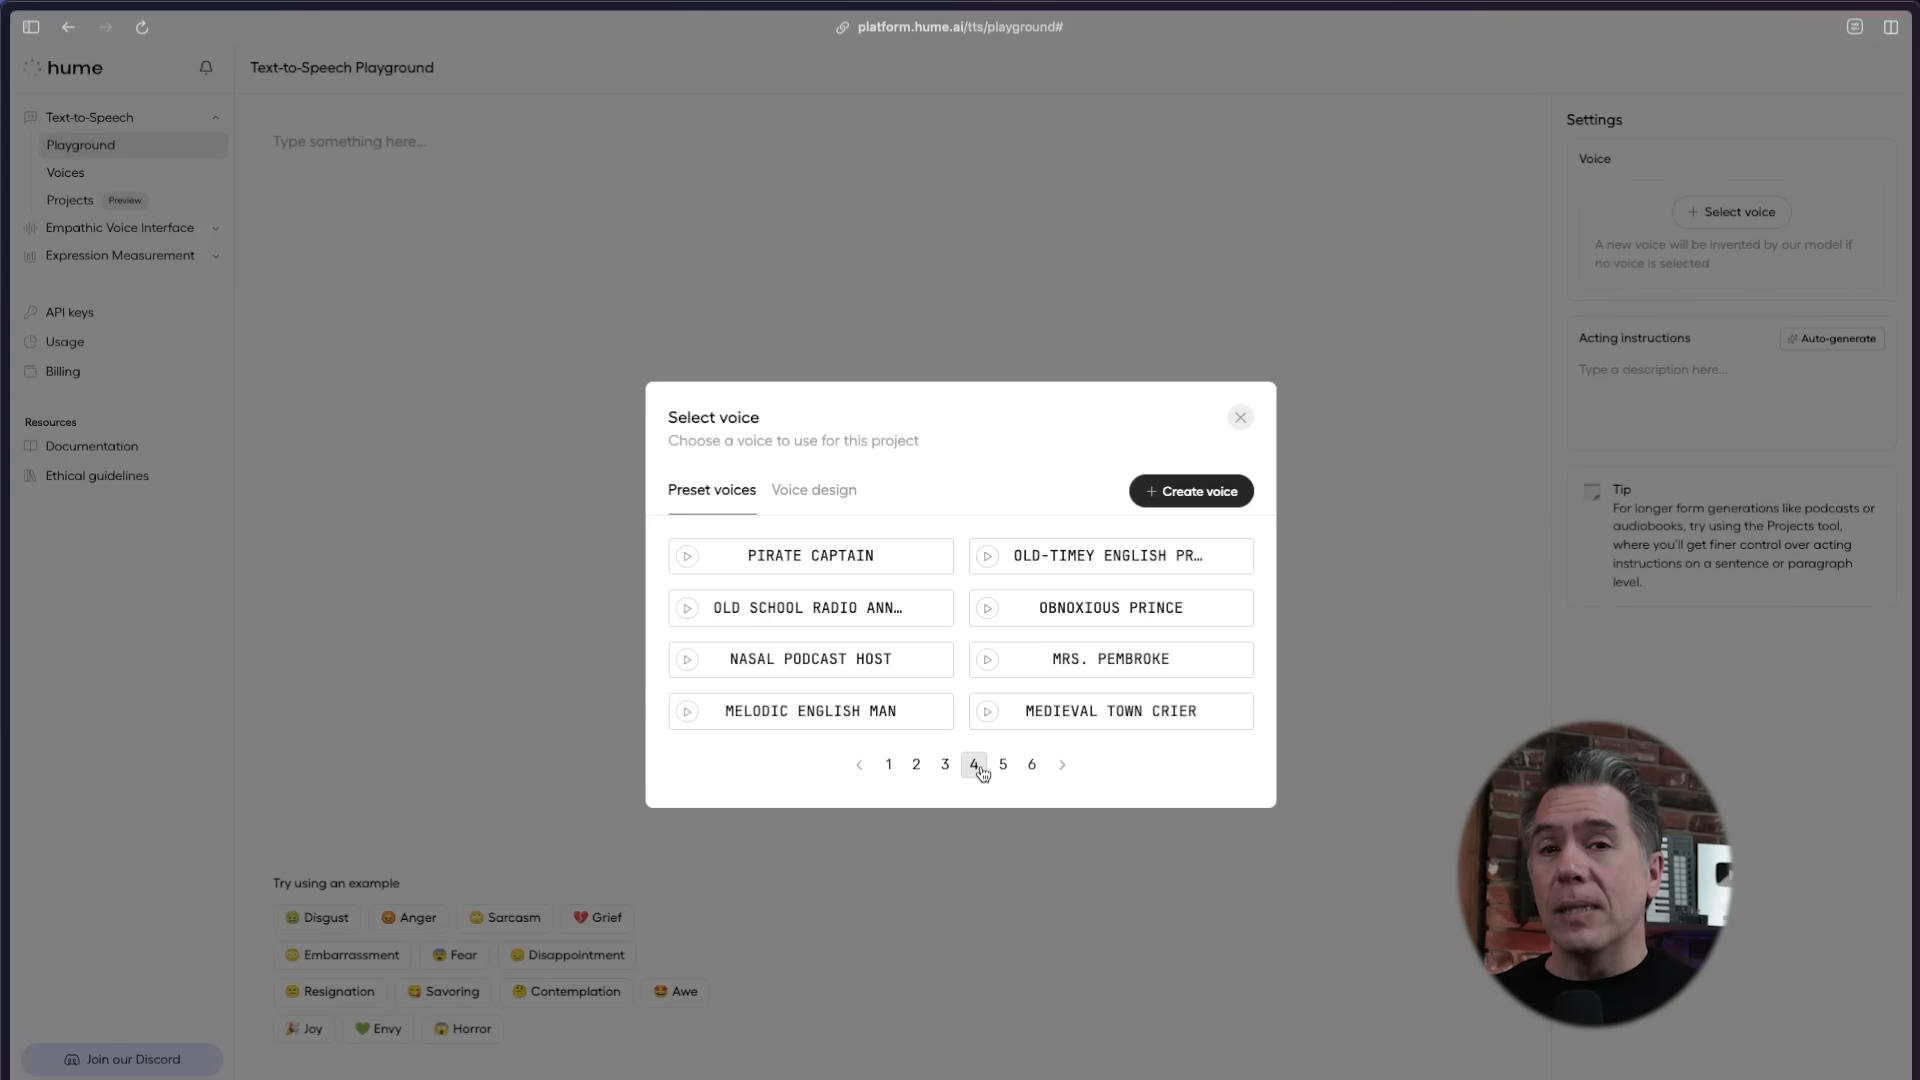 platform.hume.ai/tts/playground#
hume
Text-to-Speech Playground
Text-to-Speech
Playground
Voices
Projects Preview
Empathic Voice Interface
Expression Measurement
API keys
Usage
Billing
Resources
Documentation
Ethical guidelines
Join our Discord
Type something here...
Select voice
Choose a voice to use for this project
Preset voices Voice design
+ Create voice
PIRATE CAPTAIN
OLD-TIMEY ENGLISH PR…
OLD SCHOOL RADIO ANN…
OBNOXIOUS PRINCE
NASAL PODCAST HOST
MRS. PEMBROKE
MELODIC ENGLISH MAN
MEDIEVAL TOWN CRIER
1 2 3 4 5 6
Try using an example
Disgust Anger Sarcasm Grief
Embarrassment Fear Disappointment
Resignation Savoring Contemplation Awe
Joy Envy Horror
Settings
Voice
+ Select voice
A new voice will be invented by our model if
no voice is selected
Acting instructions Auto-generate
Type a description here...
Tip
For longer form generations like podcasts or
audiobooks, try using the Projects tool,
where you'll get finer control over acting
instructions on a sentence or paragraph
level.